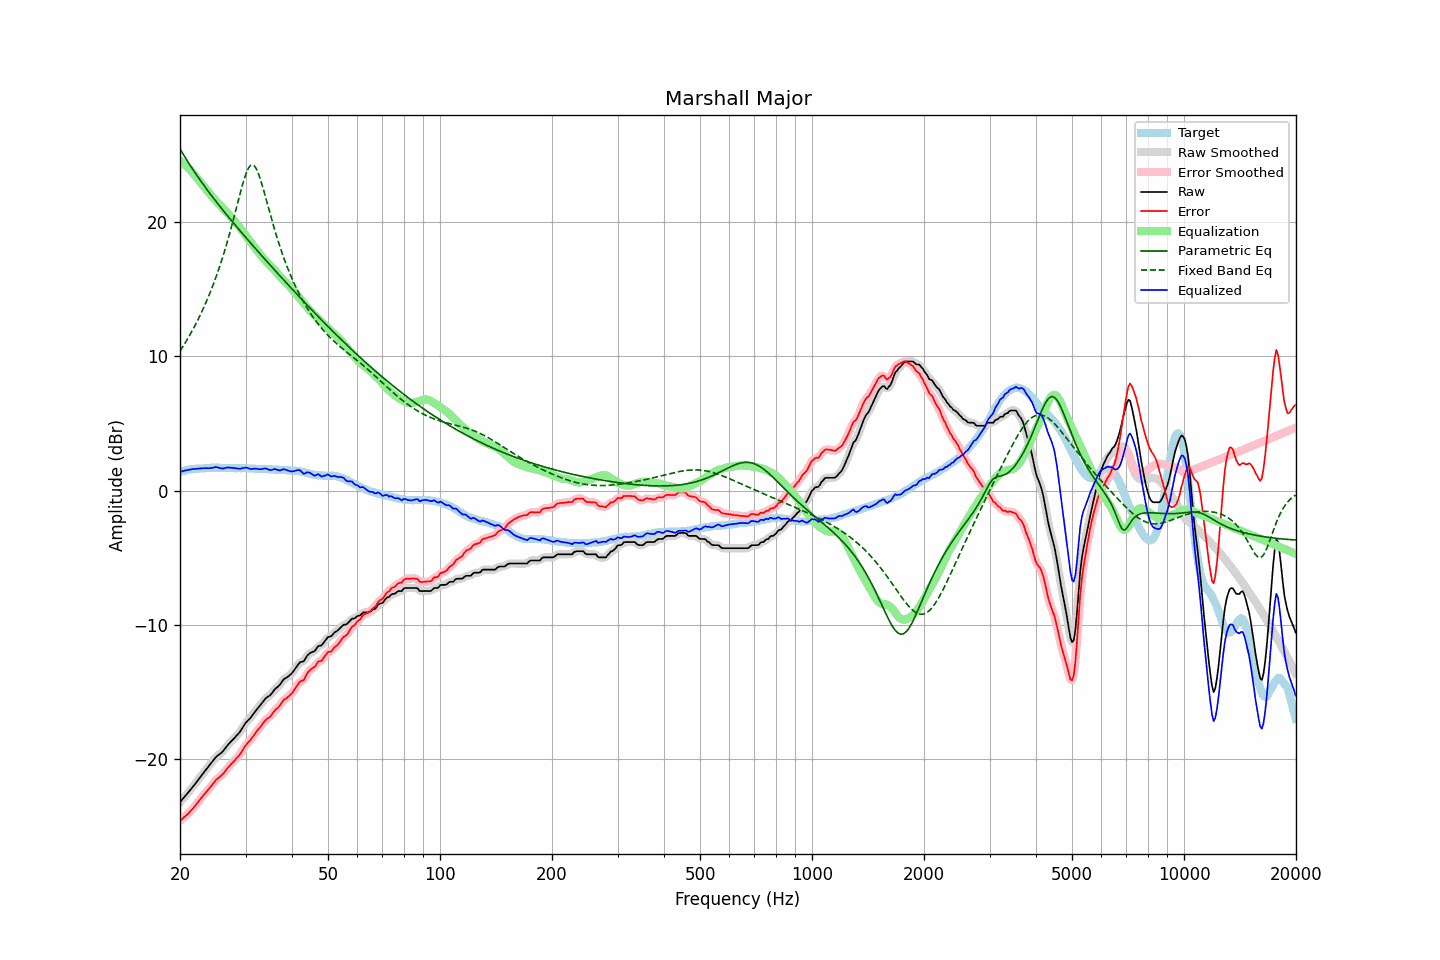 Marshall Major
Target
Raw Smoothed
Error Smoothed
Raw
Error
Equalization
Parametric Eq
Fixed Band Eq
Equalized
20
10
0
−10
−20
Amplitude (dBr)
20
50
100
200
500
1000
2000
5000
10000
20000
Frequency (Hz)